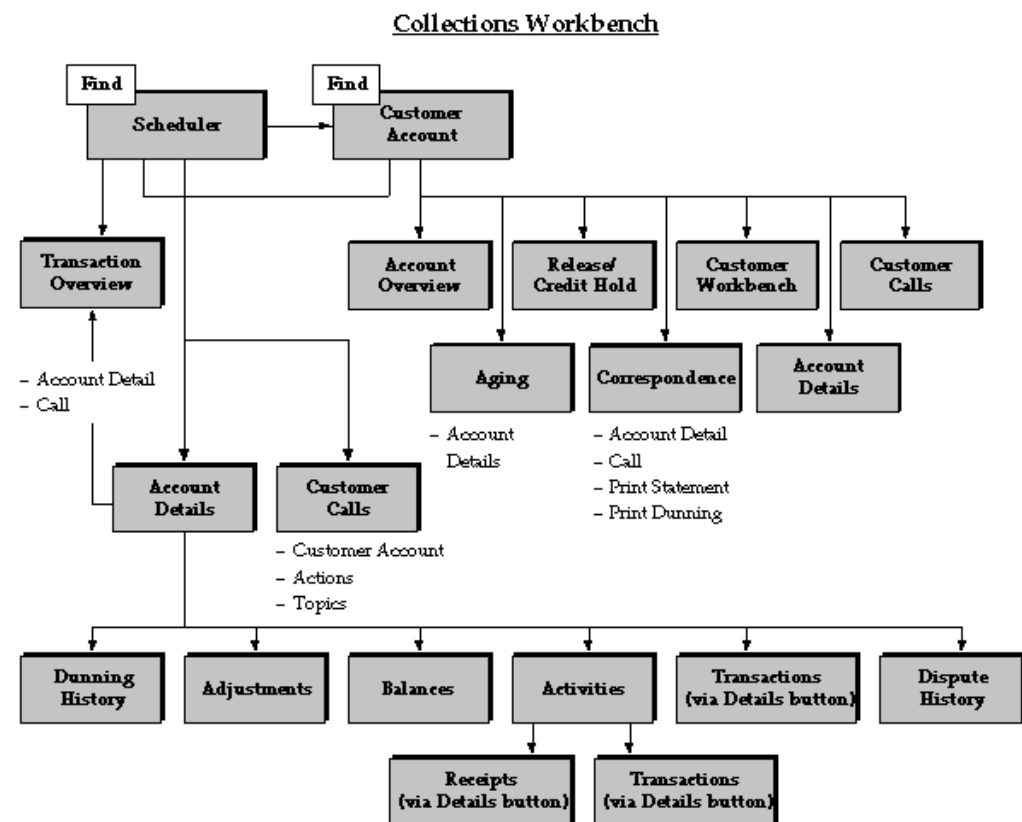 Collections Workbench
Find
Scheduler
Find
Customer
Account
Transaction
Overview
Account
Overview
Release/
Credit Hold
Customer
Workbench
Customer
Calls
Aging
Correspondence
Account
Details
– Account Detail
– Call
– Account
Details
– Account Detail
– Call
– Print Statement
– Print Dunning
Account
Details
Customer
Calls
– Customer Account
– Actions
– Topics
Dunning
History
Adjustments
Balances
Activities
Transactions
(via Details button)
Dispute
History
Receipts
(via Details button)
Transactions
(via Details button)